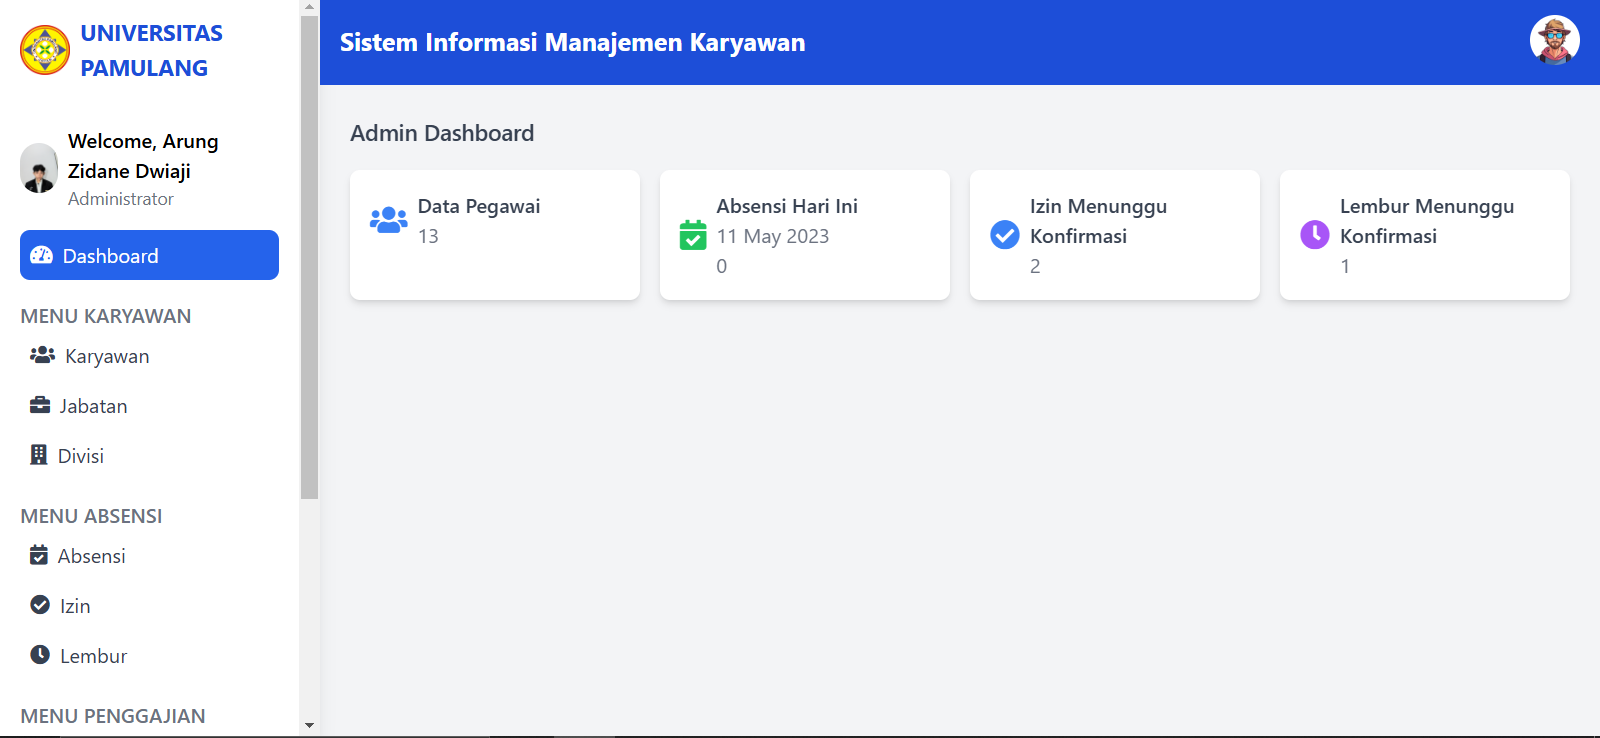 UNIVERSITAS
PAMULANG
Welcome, Arung
Zidane Dwiaji
Administrator
Dashboard
MENU KARYAWAN
Karyawan
Jabatan
Divisi
MENU ABSENSI
Absensi
Izin
Lembur
MENU PENGGAJIAN
Sistem Informasi Manajemen Karyawan
Admin Dashboard
Data Pegawai
13
Absensi Hari Ini
11 May 2023
0
Izin Menunggu
Konfirmasi
2
Lembur Menunggu
Konfirmasi
1